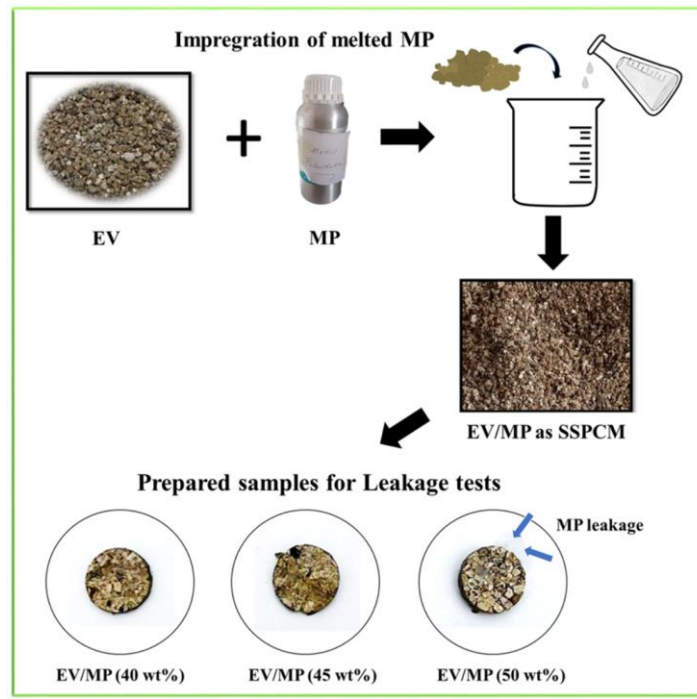 Impregration of melted MP
EV
MP
EV/MP as SSPCM
Prepared samples for Leakage tests
MP leakage
EV/MP (40 wt%)
EV/MP (45 wt%)
EV/MP (50 wt%)